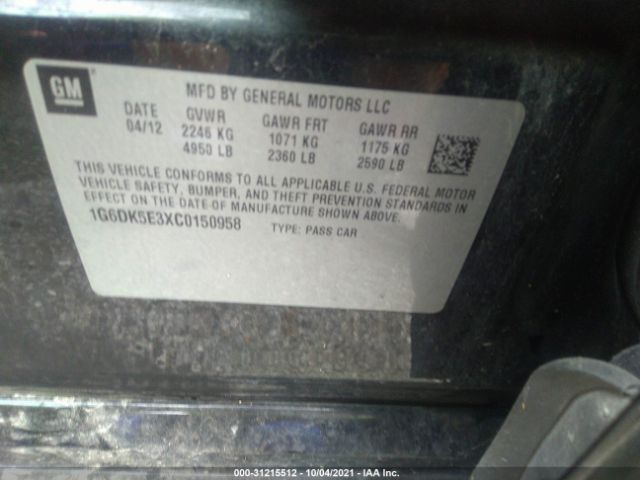 GM
MFD BY GENERAL MOTORS LLC
DATE GVWR GAWR FRT GAWR RR
04/12 2246 KG 1071 KG 1175 KG
4950 LB 2360 LB 2590 LB
THIS VEHICLE CONFORMS TO ALL APPLICABLE U.S. FEDERAL MOTOR
VEHICLE SAFETY, BUMPER, AND THEFT PREVENTION STANDARDS IN
EFFECT ON THE DATE OF MANUFACTURE SHOWN ABOVE.
1G6DK5E3XC0150958 TYPE: PASS CAR
000-31215512 - 10/04/2021 - IAA Inc.